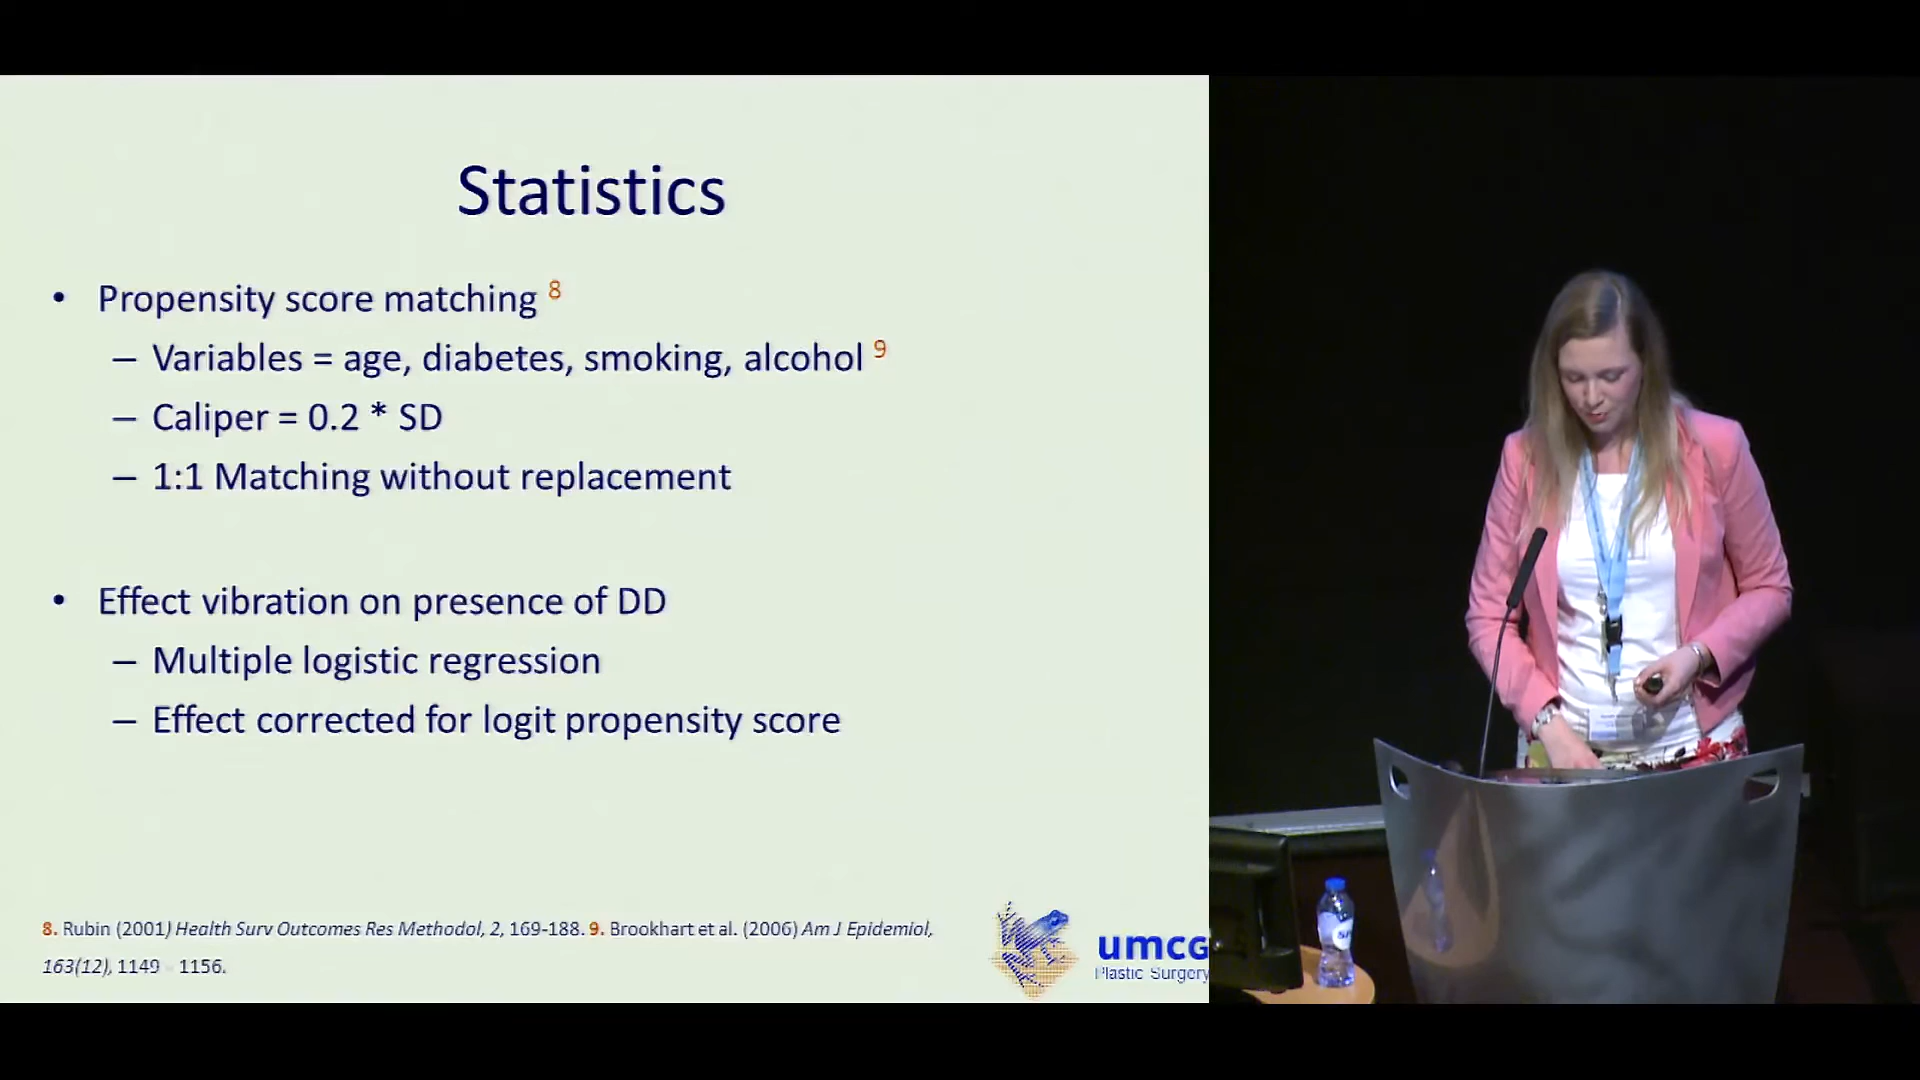 Statistics
• Propensity score matching 8
– Variables = age, diabetes, smoking, alcohol 9
– Caliper = 0.2 * SD
– 1:1 Matching without replacement
• Effect vibration on presence of DD
– Multiple logistic regression
– Effect corrected for logit propensity score
8. Rubin (2001) Health Surv Outcomes Res Methodol, 2, 169-188. 9. Brookhart et al. (2006) Am J Epidemiol,
163(12), 1149 - 1156.
umcg
Plastic Surgery